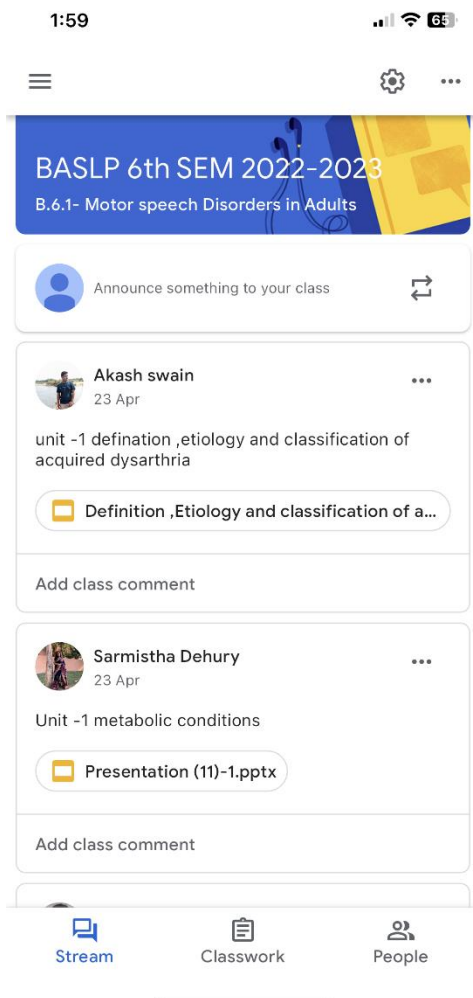 1:59
65
BASLP 6th SEM 2022-2023
B.6.1- Motor speech Disorders in Adults
Announce something to your class
Akash swain
23 Apr
unit -1 defination ,etiology and classification of
acquired dysarthria
Definition ,Etiology and classification of a...
Add class comment
Sarmistha Dehury
23 Apr
Unit -1 metabolic conditions
Presentation (11)-1.pptx
Add class comment
Stream
Classwork
People